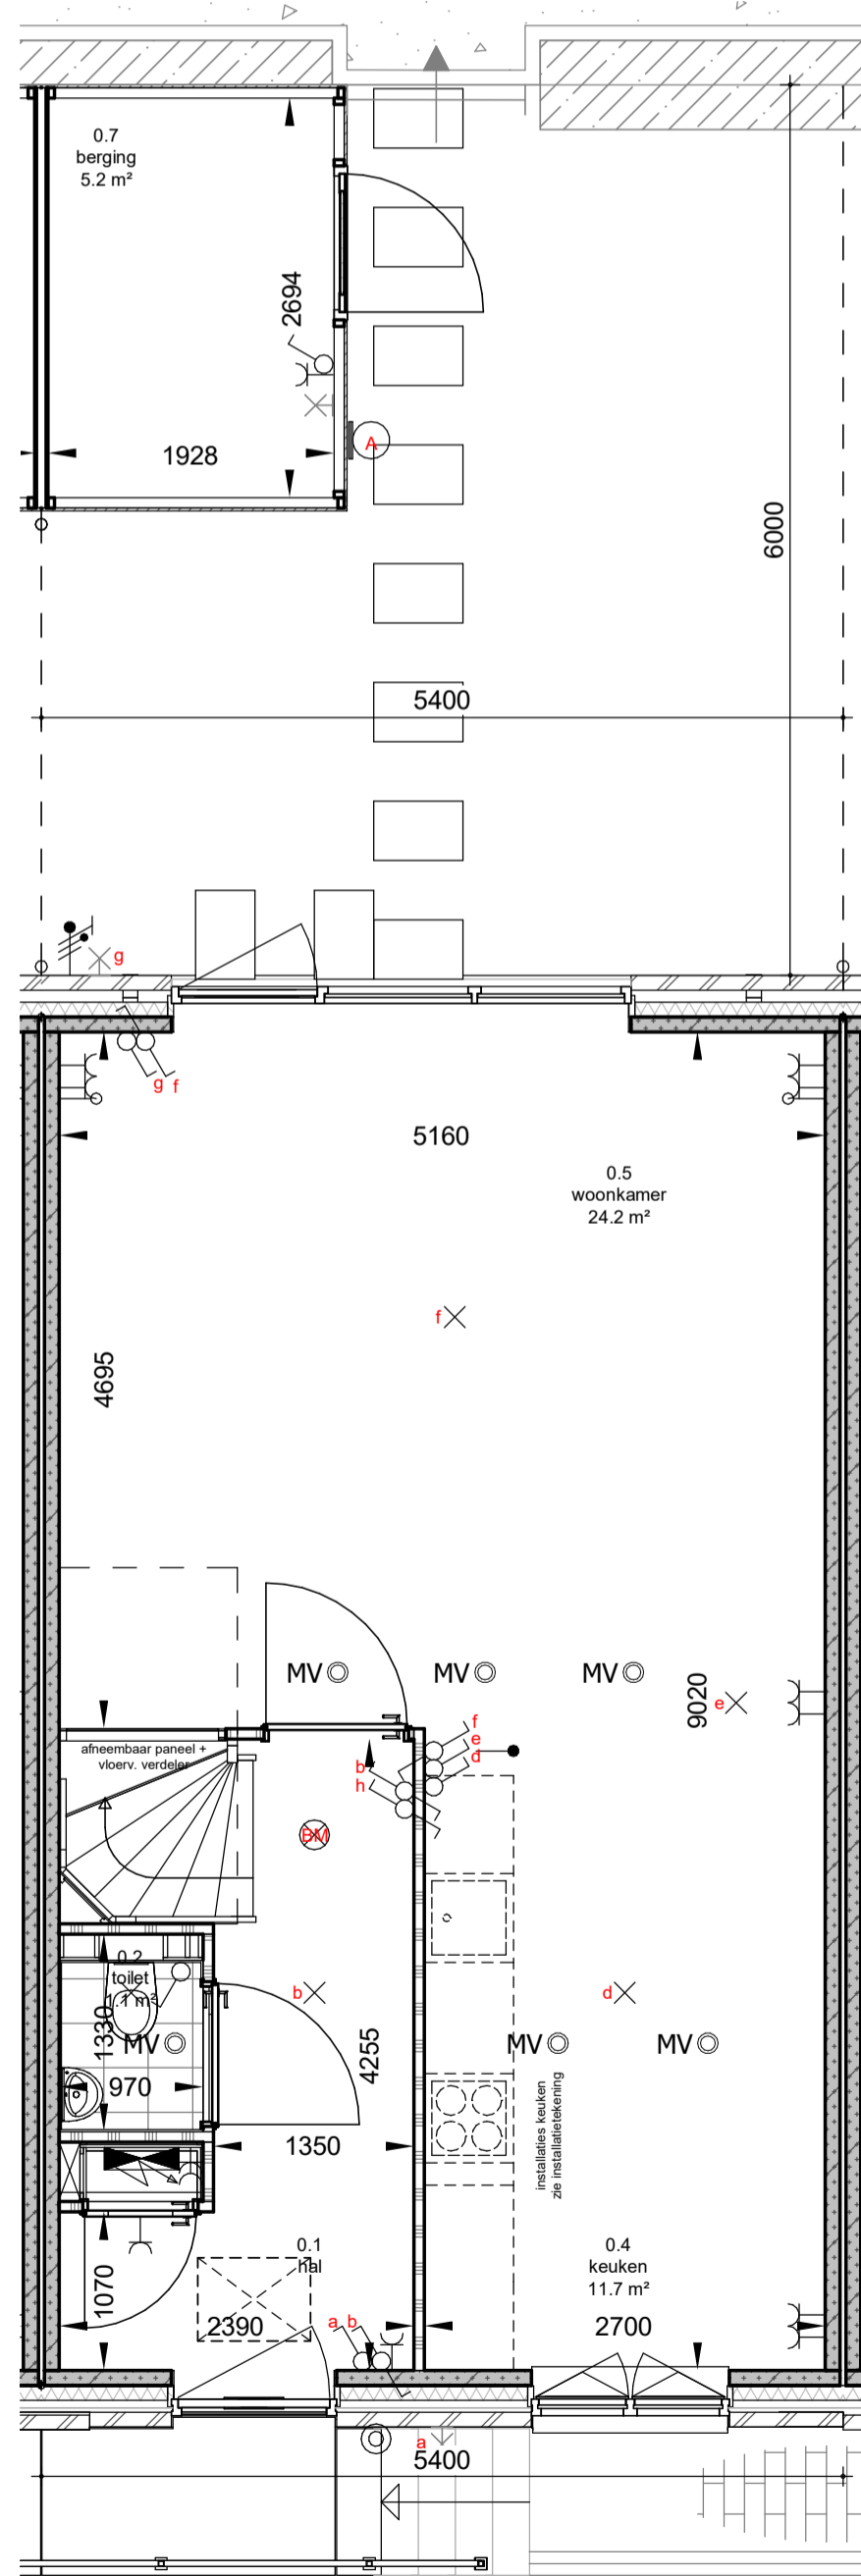 0.7
berging
5.2 m²
2694
1928
A
6000
5400
g
g f
5160
0.5
woonkamer
24.2 m²
f
4695
MV
MV
MV
9020
e
afneembaar paneel +
vloerv. verdeler
f
e
d
b
h
BM
0.2
toilet
1.1 m²
b
d
1330
MV
4255
MV
MV
970
1350
installaties keuken
zie installatietekening
0.1
hal
0.4
keuken
11.7 m²
1070
2390
a b
2700
a
5400